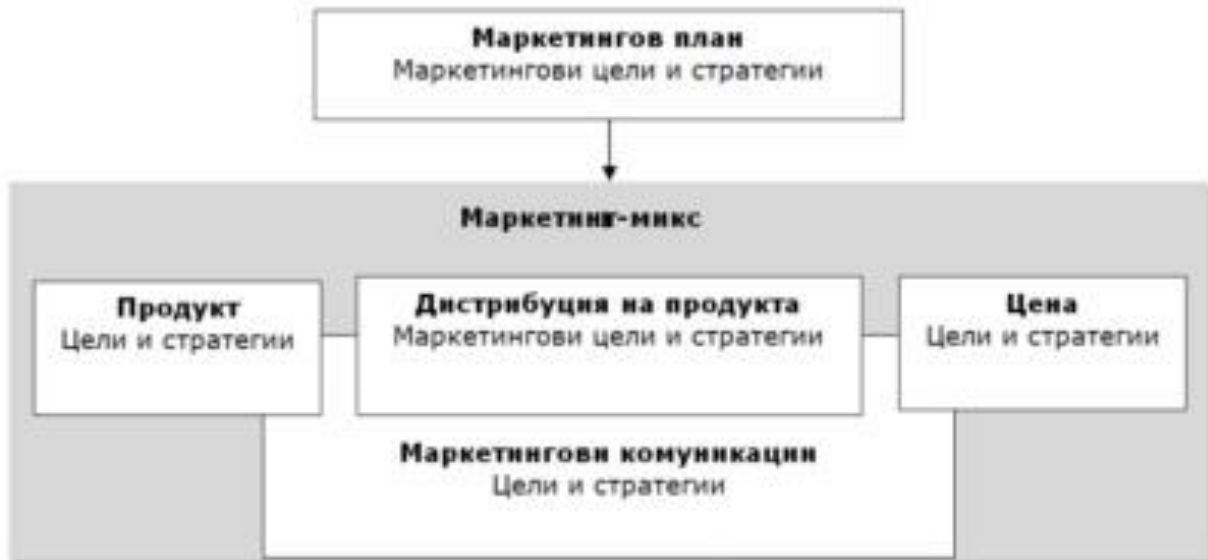 Маркетингов план
Маркетингови цели и стратегии
Маркетинг-микс
Продукт
Цели и стратегии
Дистрибуция на продукта
Маркетингови цели и стратегии
Цена
Цели и стратегии
Маркетингови комуникации
Цели и стратегии